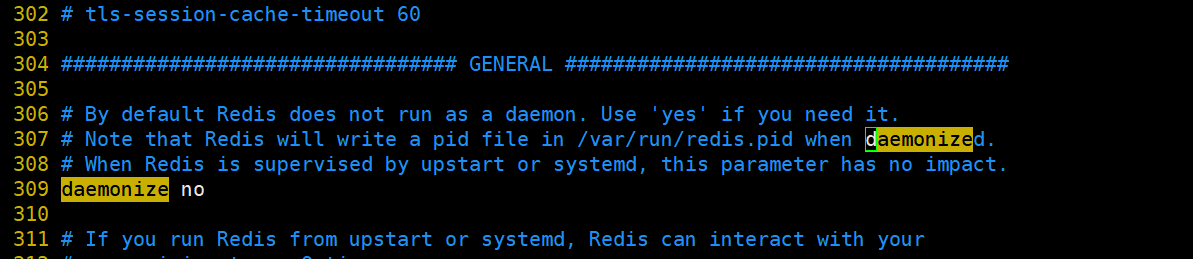 302 # tls-session-cache-timeout 60
303
304 ################################# GENERAL #####################################
305
306 # By default Redis does not run as a daemon. Use 'yes' if you need it.
307 # Note that Redis will write a pid file in /var/run/redis.pid when daemonized.
308 # When Redis is supervised by upstart or systemd, this parameter has no impact.
309 daemonize no
310
311 # If you run Redis from upstart or systemd, Redis can interact with your